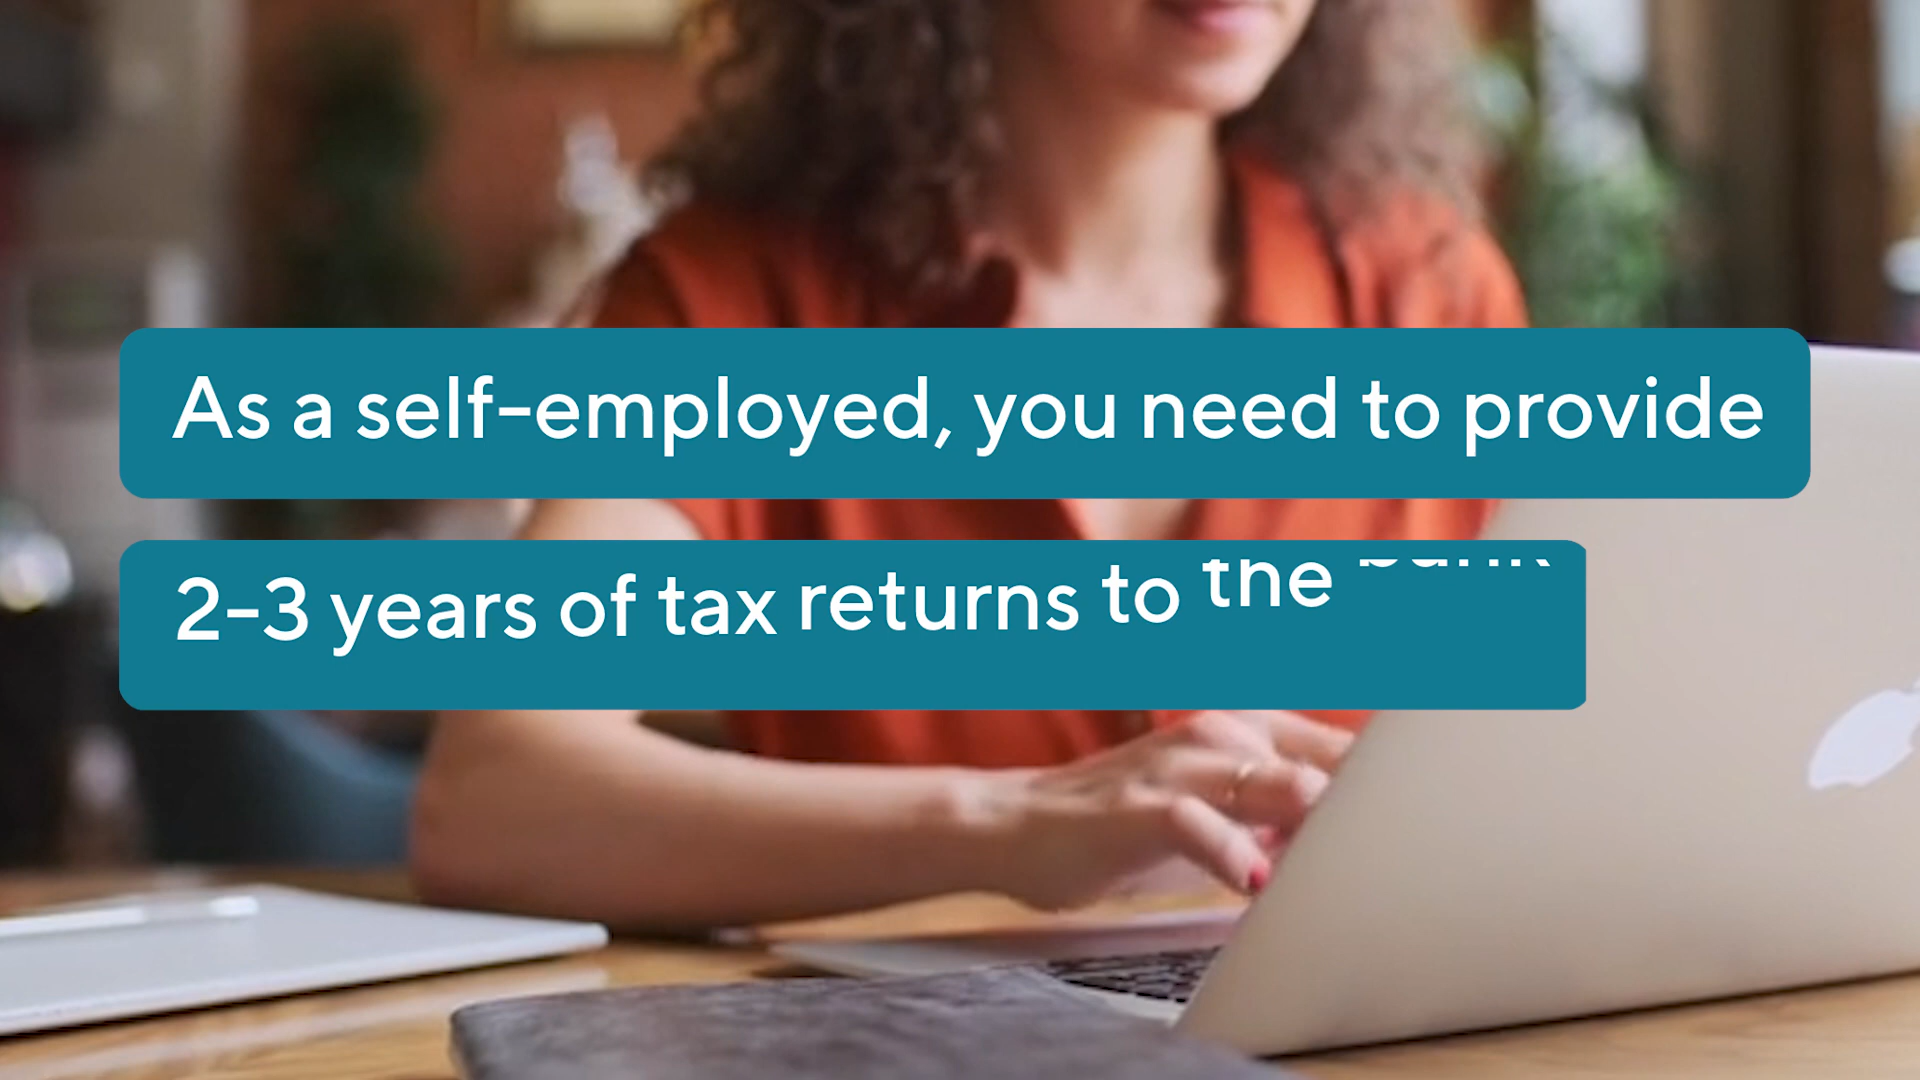 As a self-employed, you need to provide
2-3 years of tax returns to the